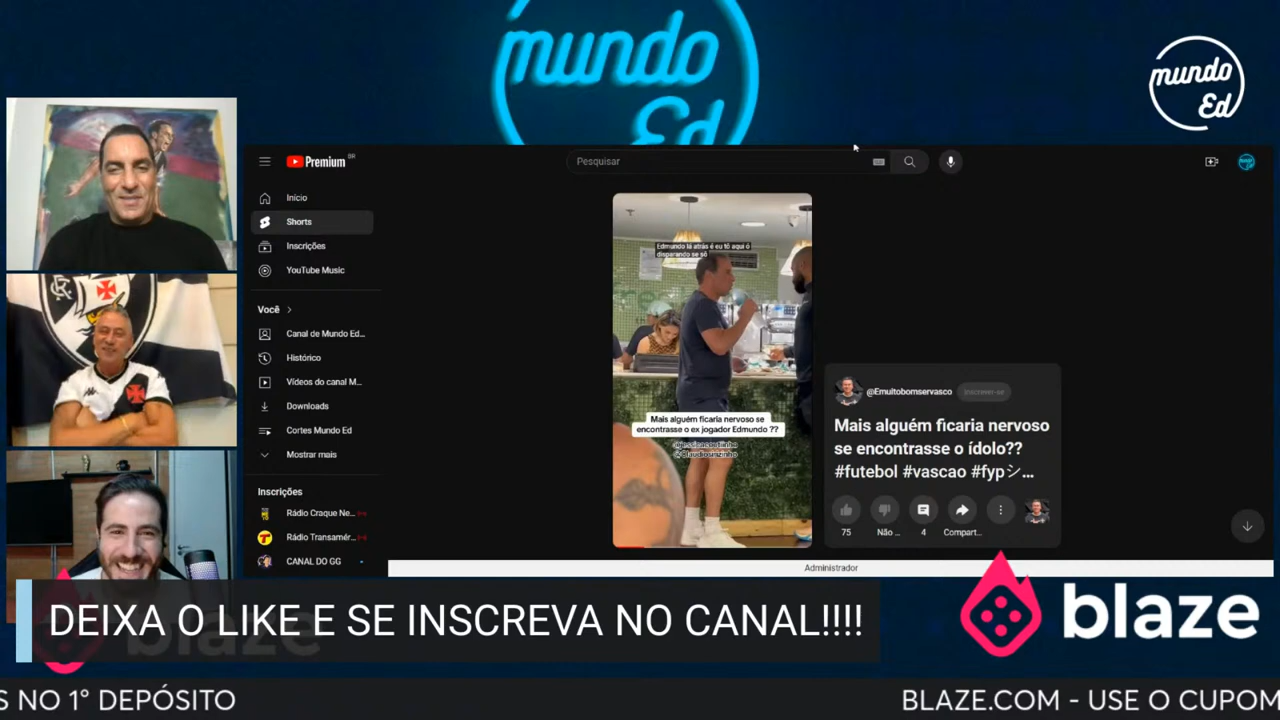 mundo
Ed
mundo
Ed
Premium BR
Pesquisar
Início
Shorts
Inscrições
YouTube Music
Você
Canal de Mundo Ed...
Histórico
Vídeos do canal M...
Downloads
Cortes Mundo Ed
Mostrar mais
Inscrições
Rádio Craque Ne...
Rádio Transamér...
CANAL DO GG
Edmundo lá atrás é eu tô aqui ó
disparando se só
Mais alguém ficaria nervoso se
encontrasse o ex jogador Edmundo ??
@Emuitobomservasco
Inscrever-se
Mais alguém ficaria nervoso
se encontrasse o ídolo??
#futebol #vascao #fypシ...
75
Não ...
4
Compart...
Administrador
DEIXA O LIKE E SE INSCREVA NO CANAL!!!!
blaze
blaze
S NO 1° DEPÓSITO
BLAZE.COM - USE O CUPOM